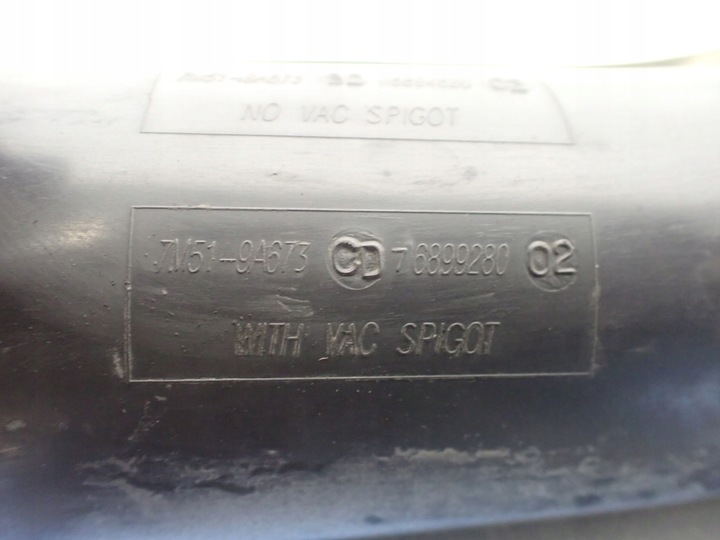 NO VAC SPIGOT
7M51-9A673 CD 76899280 02
WITH VAC SPIGOT